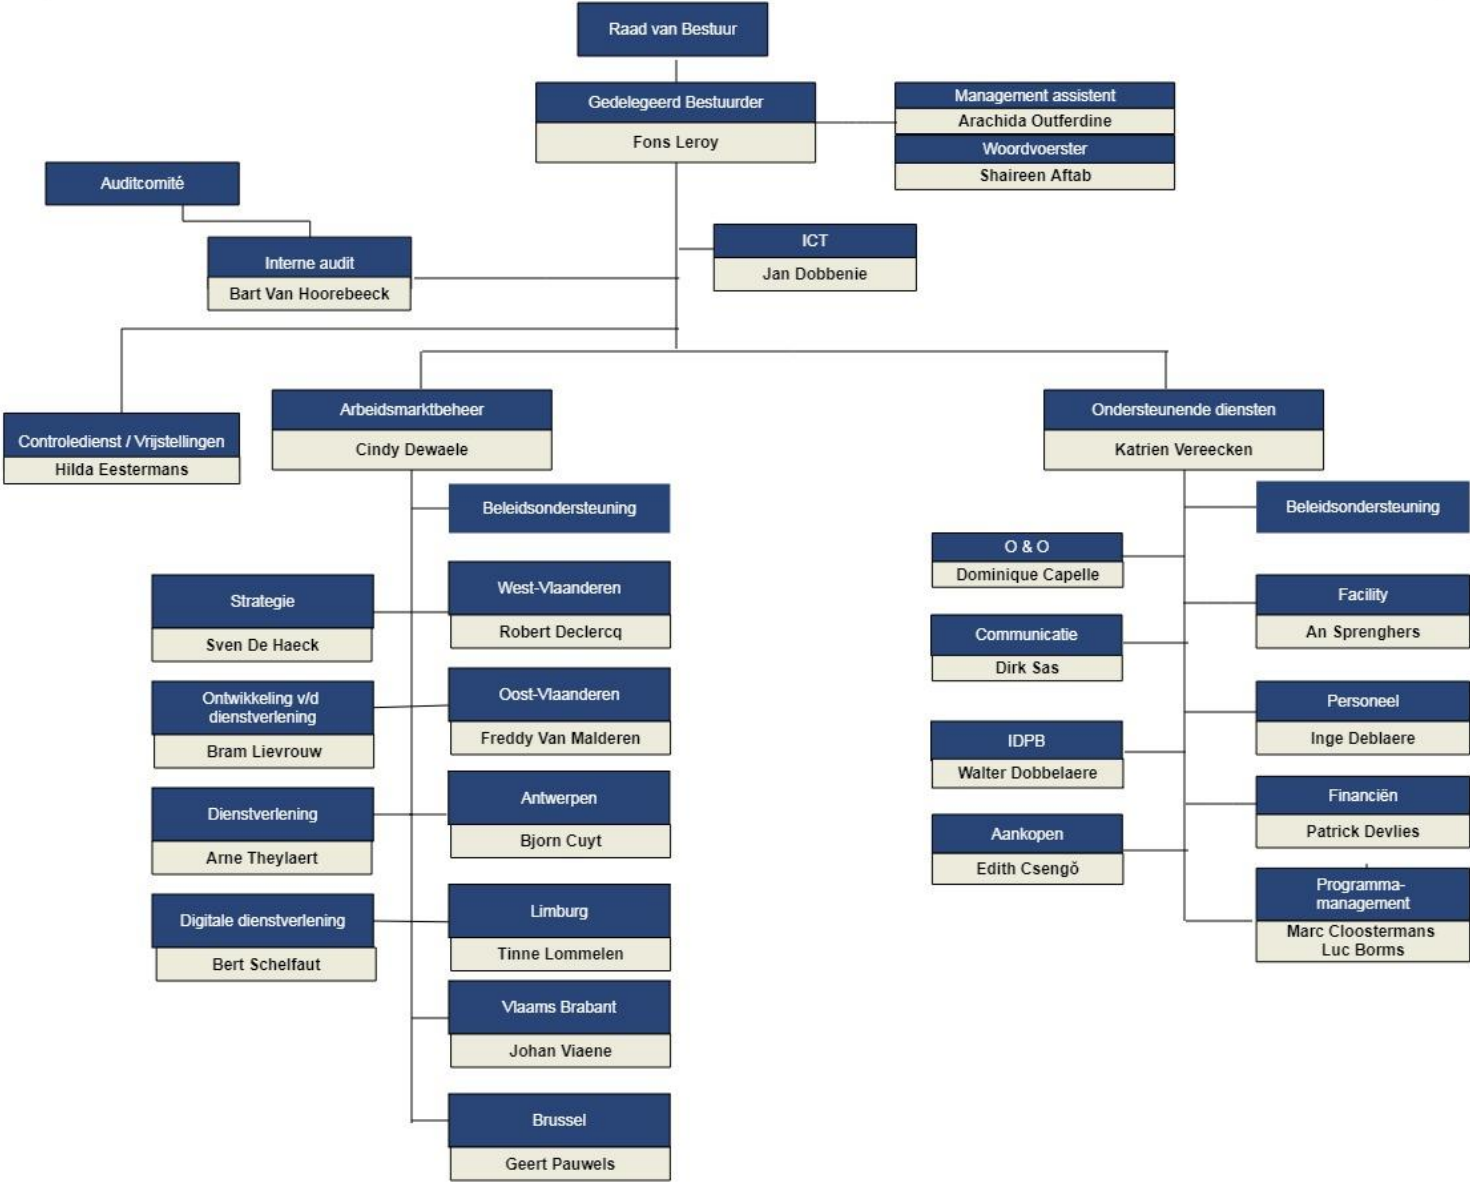 Raad van Bestuur
Gedelegeerd Bestuurder
Fons Leroy
Management assistent
Arachida Outferdine
Woordvoerster
Shaireen Aftab
Auditcomité
Interne audit
Bart Van Hoorebeeck
ICT
Jan Dobbenie
Controledienst / Vrijstellingen
Hilda Eestermans
Arbeidsmarktbeheer
Cindy Dewaele
Beleidsondersteuning
Strategie
Sven De Haeck
West-Vlaanderen
Robert Declercq
Ontwikkeling v/d
dienstverlening
Bram Lievrouw
Oost-Vlaanderen
Freddy Van Malderen
Dienstverlening
Arne Theylaert
Antwerpen
Bjorn Cuyt
Digitale dienstverlening
Bert Schelfaut
Limburg
Tinne Lommelen
Vlaams Brabant
Johan Viaene
Brussel
Geert Pauwels
Ondersteunende diensten
Katrien Vereecken
Beleidsondersteuning
O & O
Dominique Capelle
Facility
An Sprenghers
Communicatie
Dirk Sas
Personeel
Inge Deblaere
IDPB
Walter Dobbelaere
Financiën
Patrick Devlies
Aankopen
Edith Csengő
Programma-
management
Marc Cloostermans
Luc Borms